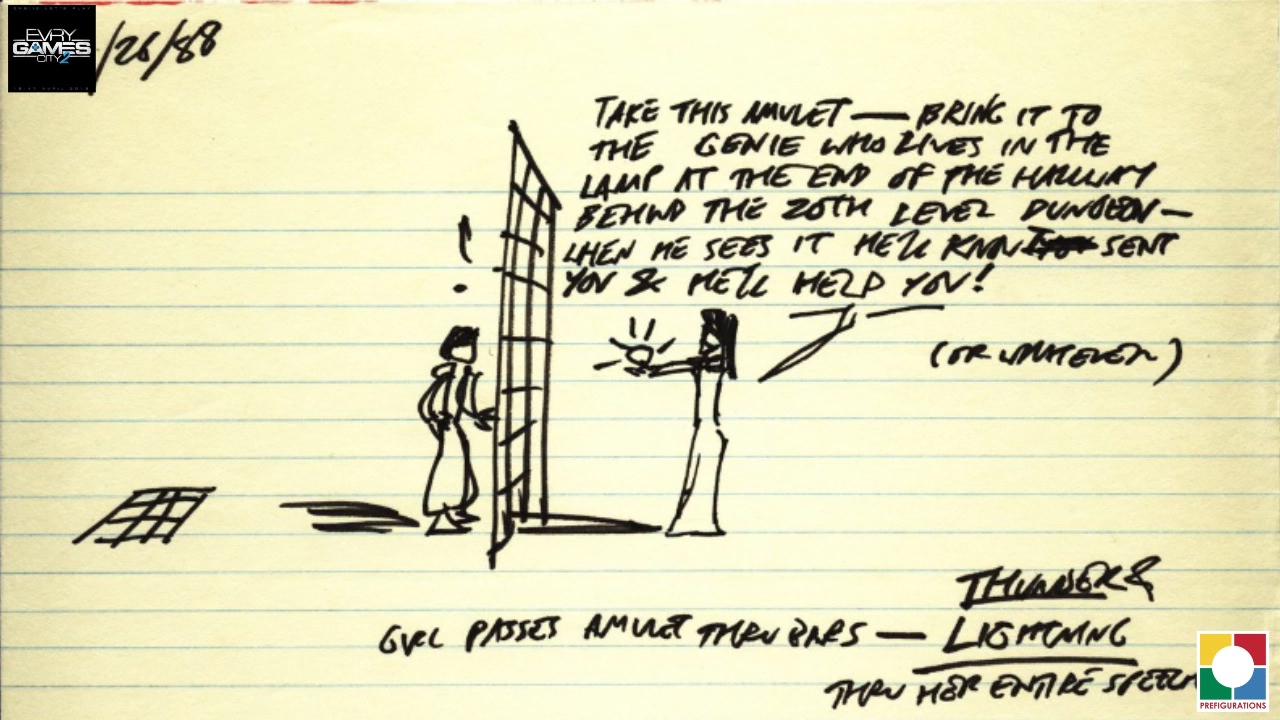 EVRY
GAMES
CITY 2
/26/88
TAKE THIS AMULET — BRING IT TO
THE GENIE WHO LIVES IN THE
LAMP AT THE END OF THE HALLWAY
BEHIND THE 20TH LEVEL DUNGEON —
WHEN HE SEES IT HE'LL KNOW SENT
YOU & HE'LL HELP YOU!
!
(OR WHATEVER)
THUNDER &
GIRL PASSES AMULET THRU BARS — LIGHTNING
THRU HER ENTIRE SPEECH
PREFIGURATIONS